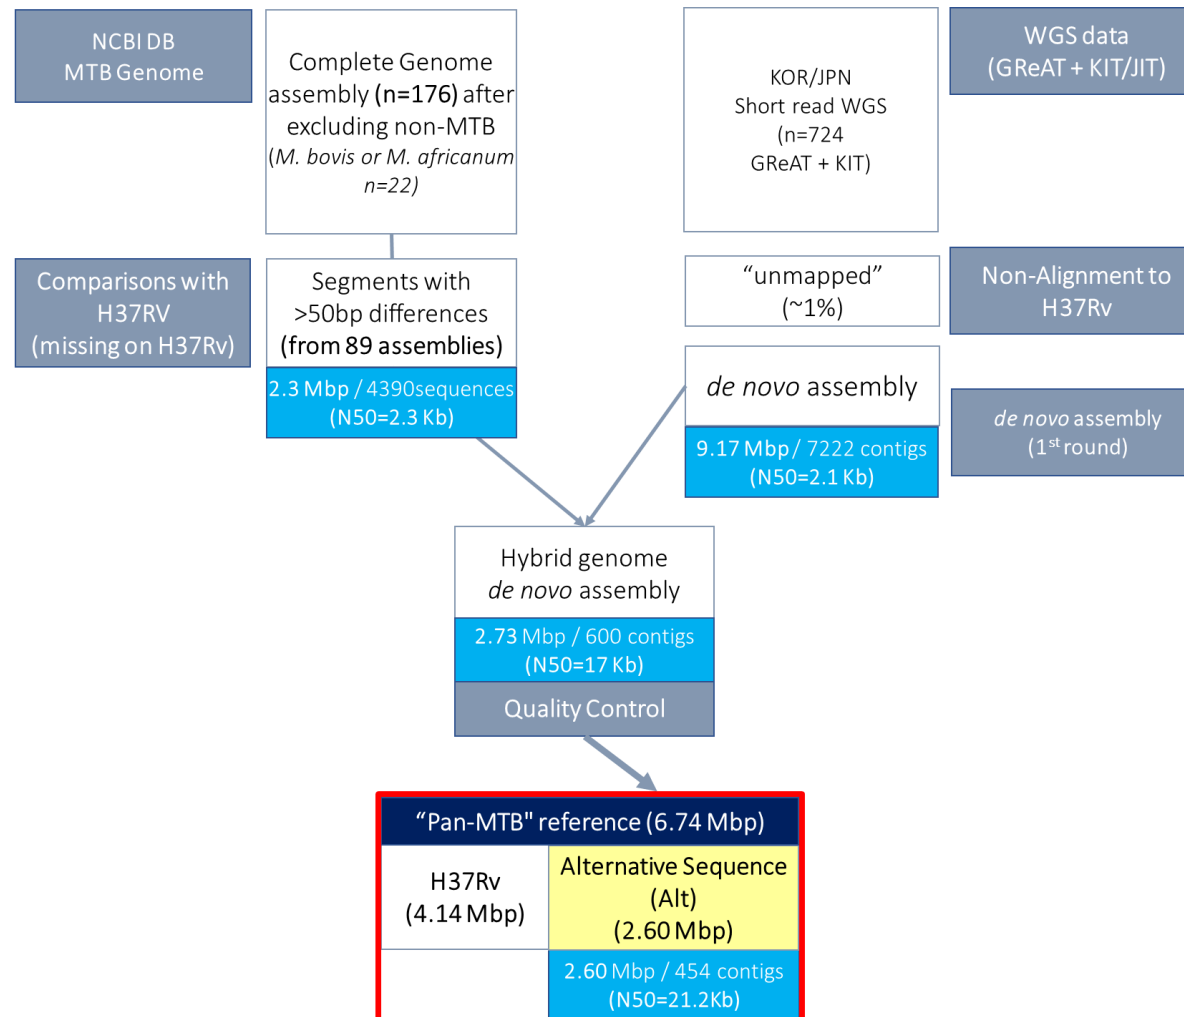 NCBI DB
MTB Genome
Complete Genome
assembly (n=176) after
excluding non-MTB
(M. bovis or M. africanum
n=22)
KOR/JPN
Short read WGS
(n=724
GReAT + KIT)
WGS data
(GReAT + KIT/JIT)
Comparisons with
H37RV
(missing on H37Rv)
Segments with
>50bp differences
(from 89 assemblies)
2.3 Mbp / 4390sequences
(N50=2.3 Kb)
“unmapped”
(~1%)
Non-Alignment to
H37Rv
de novo assembly
9.17 Mbp / 7222 contigs
(N50=2.1 Kb)
de novo assembly
(1st round)
Hybrid genome
de novo assembly
2.73 Mbp / 600 contigs
(N50=17 Kb)
Quality Control
“Pan-MTB" reference (6.74 Mbp)
H37Rv
(4.14 Mbp)
Alternative Sequence
(Alt)
(2.60 Mbp)
2.60 Mbp / 454 contigs
(N50=21.2Kb)